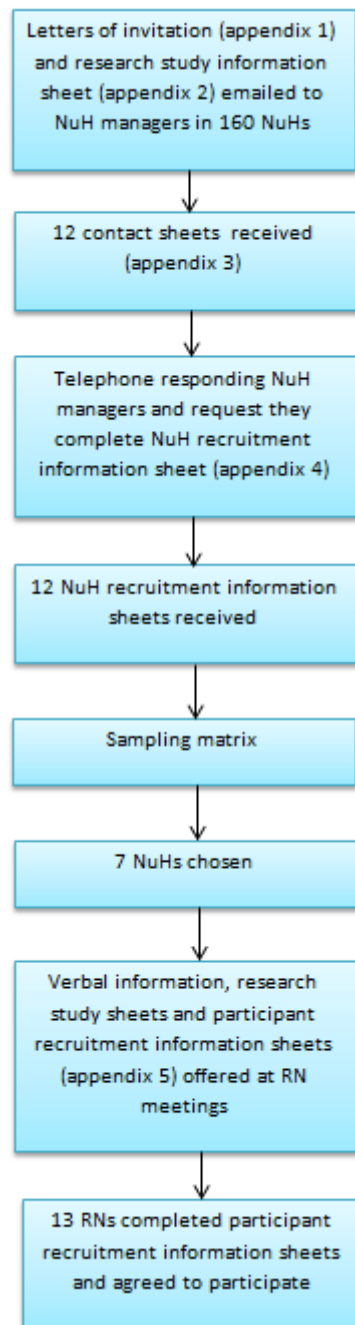 Letters of invitation (appendix 1)
and research study information
sheet (appendix 2) emailed to
NuH managers in 160 NuHs
12 contact sheets received
(appendix 3)
Telephone responding NuH
managers and request they
complete NuH recruitment
information sheet (appendix 4)
12 NuH recruitment information
sheets received
Sampling matrix
7 NuHs chosen
Verbal information, research
study sheets and participant
recruitment information sheets
(appendix 5) offered at RN
meetings
13 RNs completed participant
recruitment information sheets
and agreed to participate